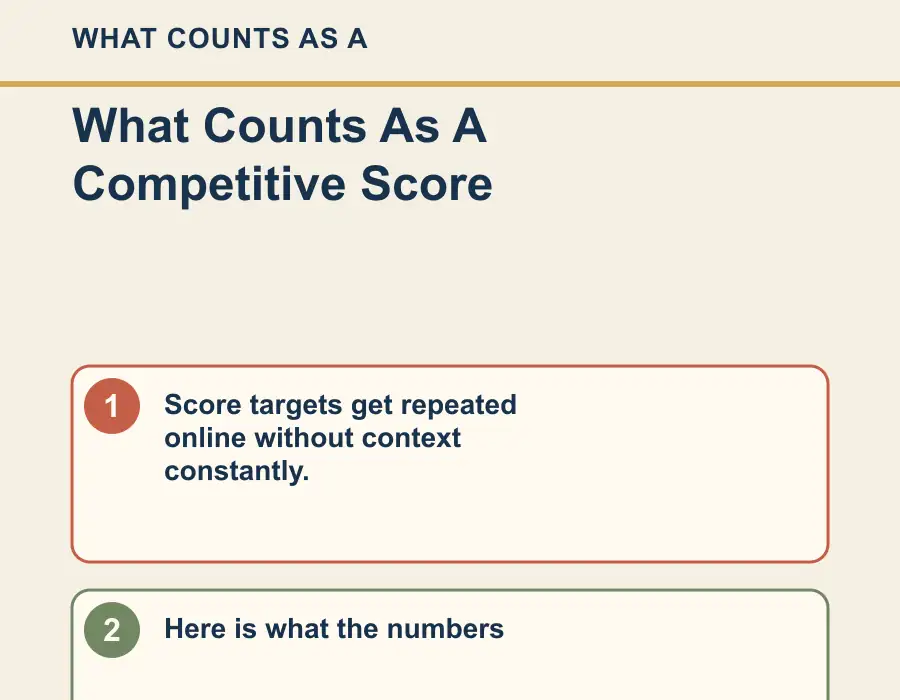 WHAT COUNTS AS A
What Counts As A
Competitive Score
1
Score targets get repeated
online without context
constantly.
2
Here is what the numbers